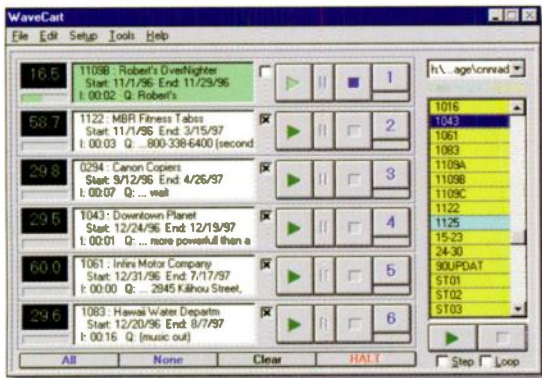 WaveCart
File Edit Setup Tools Help
16.5
1109B : Robert's OverNighter
Start: 11/1/96 End: 11/29/96
I: 00:02 Q: Robert's
1
58.7
1122 : MBR Fitness Tabss
Start: 11/1/96 End: 3/15/97
I: 00:03 Q: ...800-338-6400 (second
2
29.8
0294 : Canon Copiers
Start: 9/12/96 End: 4/26/97
I: 00:07 Q: ... wait
3
29.5
1043 : Downtown Planet
Start: 12/24/96 End: 12/19/97
I: 00:01 Q: ... more powerfull than a
4
60.0
1061 : Infini Motor Company
Start: 12/31/96 End: 7/17/97
I: 00:00 Q: ... 2945 Kilihou Street,
5
29.6
1083 : Hawaii Water Departm
Start: 12/20/96 End: 8/7/97
I: 00:16 Q: (music out)
6
All None Clear HALT
h:\...age\cnnrad
1016
1043
1061
1083
1109A
1109B
1109C
1122
1125
15-23
24-30
90UPDAT
ST01
ST02
ST03
Step Loop